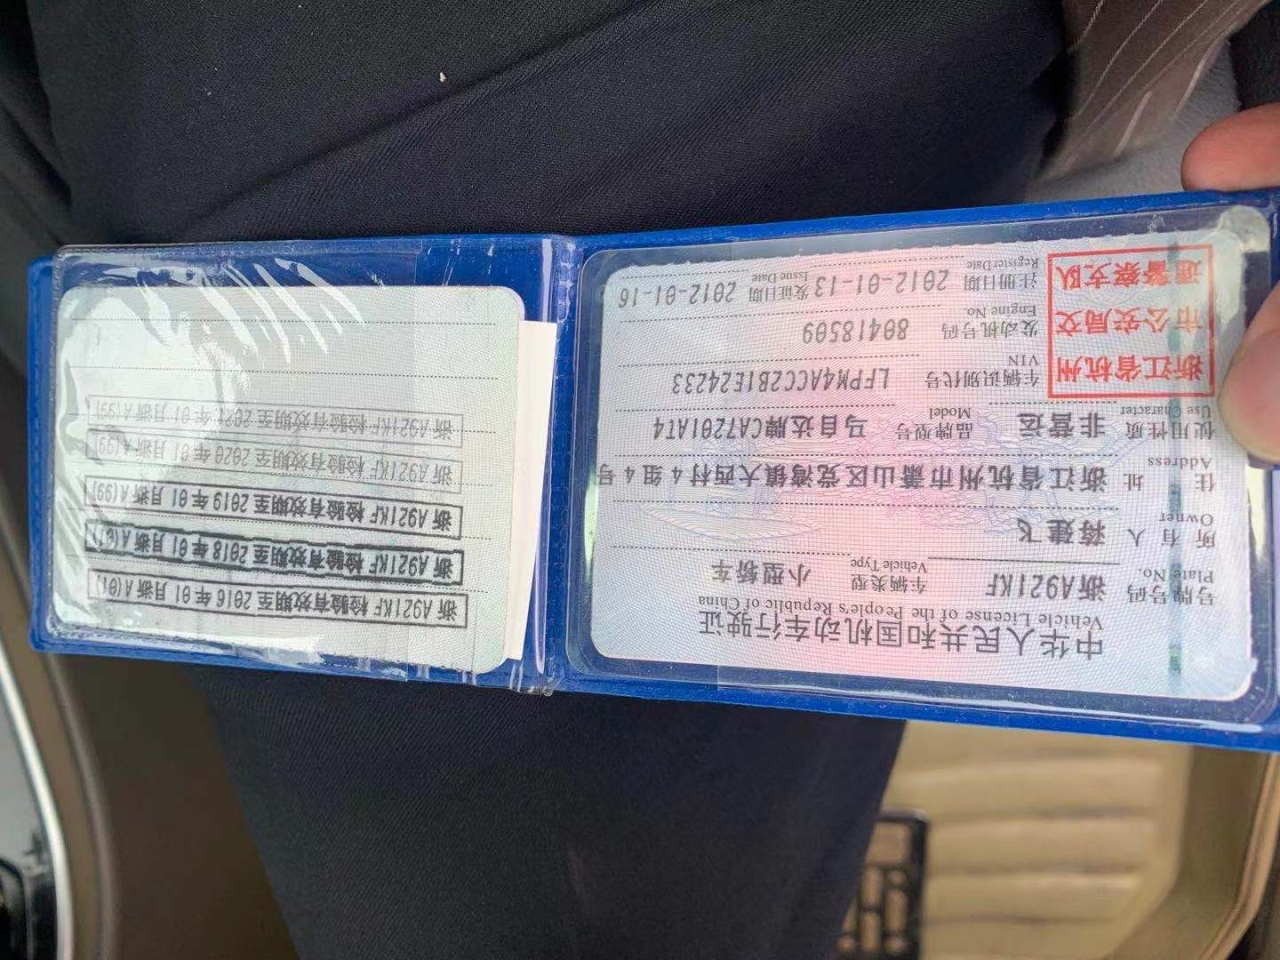 中华人民共和国机动车行驶证
Vehicle License of the People's Republic of China
号牌号码 浙A921KF 车辆类型 小型轿车
Plate No. Vehicle Type
所有人 蒋建飞
Owner
住址 浙江省杭州市萧山区党湾镇大西村4组4号
Address
使用性质 非营运 品牌型号 马自达牌CA7201AT4
Use Character Model
浙江省杭州
市公安局交
通警察支队
车辆识别代号 LFPM4ACC2B1E24233
VIN
发动机号码 80418509
Engine No.
注册日期 2012-01-13 发证日期 2012-01-16
Register Date Issue Date
浙A921KF 检验有效期至2016年01月浙A(01)
浙A921KF 检验有效期至2018年01月浙A(01)
浙A921KF 检验有效期至2019年01月浙A(99)
浙A921KF 检验有效期至2020年01月浙A(99)
浙A921KF 检验有效期至2021年01月浙A(99)